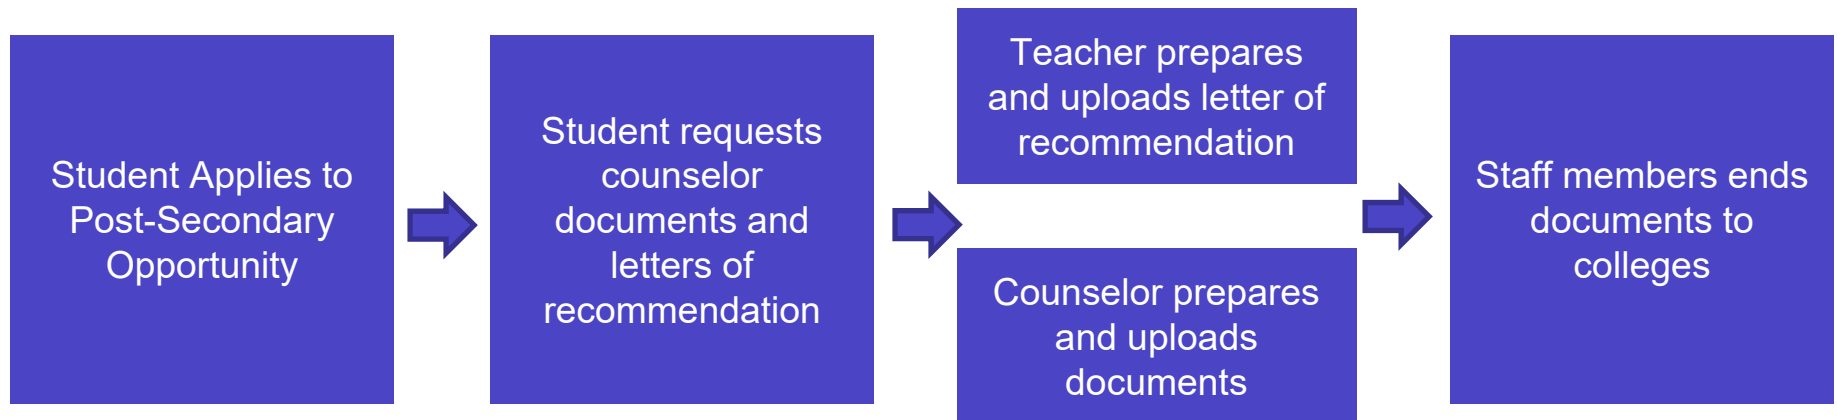 Student Applies to
Post-Secondary
Opportunity
Student requests
counselor
documents and
letters of
recommendation
Teacher prepares
and uploads letter of
recommendation
Counselor prepares
and uploads
documents
Staff members ends
documents to
colleges